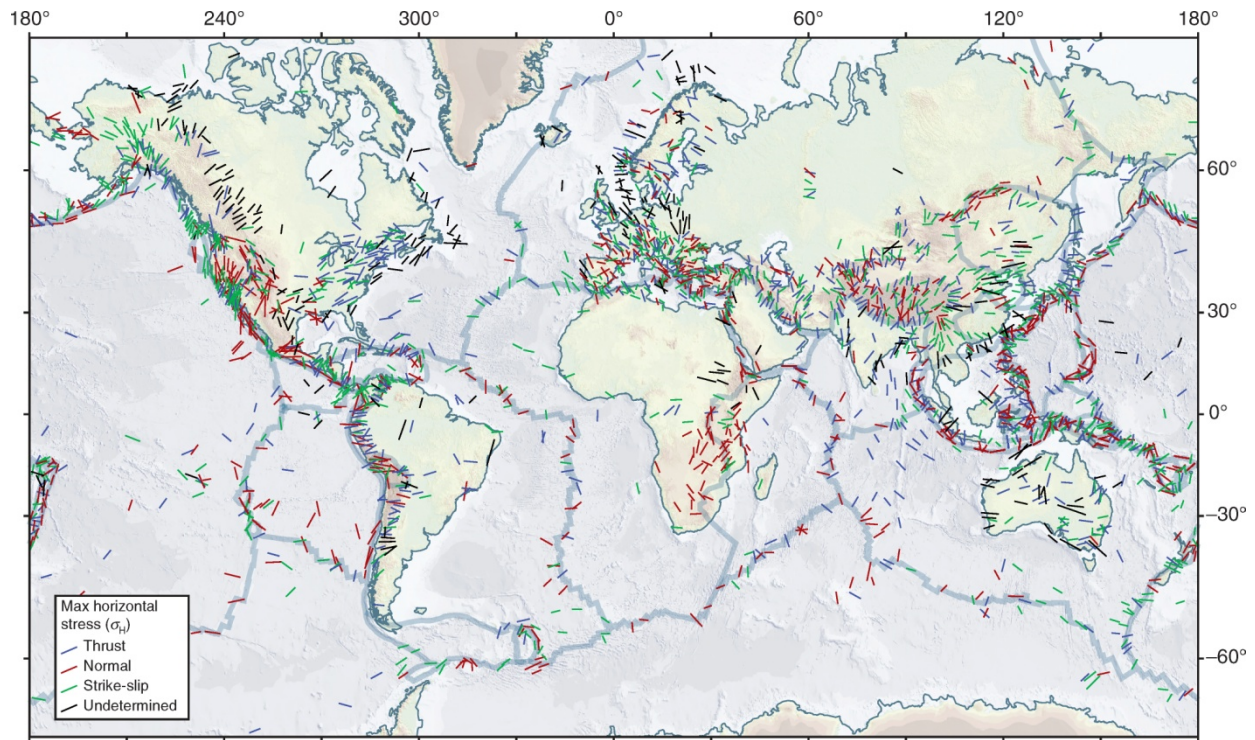 180° 240° 300° 0° 60° 120° 180°
60°
30°
0°
–30°
–60°
Max horizontal
stress (σH)
Thrust
Normal
Strike-slip
Undetermined